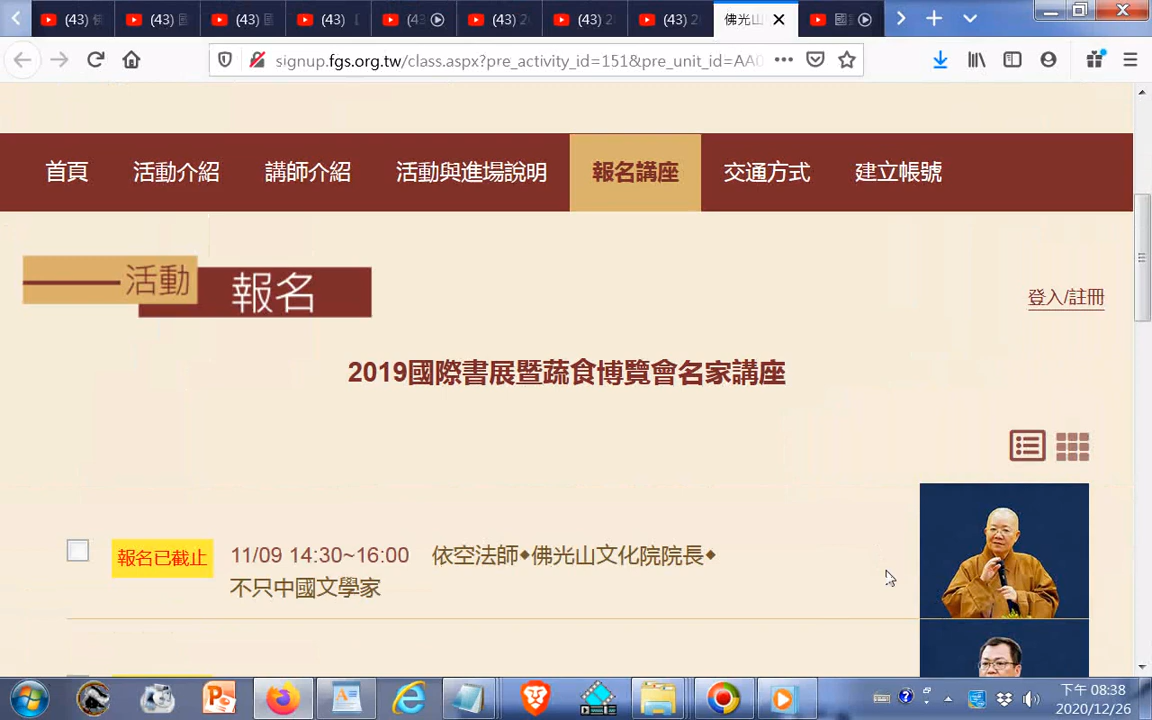 (43)
(43)
(43)
(43)
(43
(43) 2
(43) 2
(43) 2
佛光山
signup.fgs.org.tw/class.aspx?pre_activity_id=151&pre_unit_id=AA0
首頁
活動介紹
講師介紹
活動與進場說明
報名講座
交通方式
建立帳號
活動
報名
登入/註冊
2019國際書展暨蔬食博覽會名家講座
報名已截止
11/09 14:30~16:00 依空法師◆佛光山文化院院長◆
不只中國文學家
下午 08:38
2020/12/26